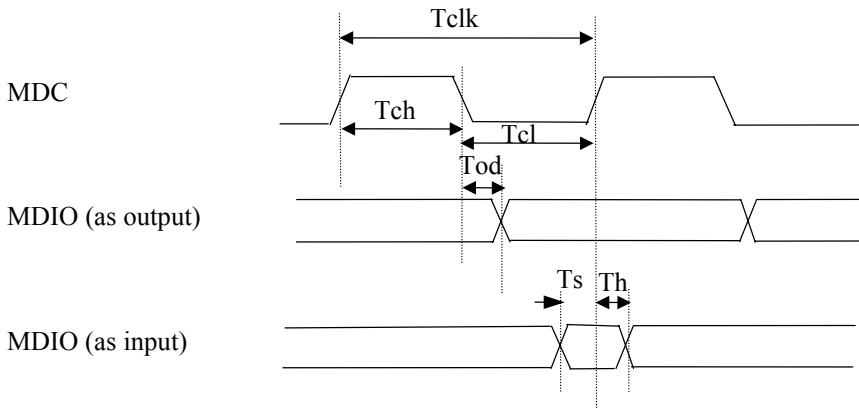 Tclk
MDC
Tch
Tcl
Tod
MDIO (as output)
Ts
Th
MDIO (as input)